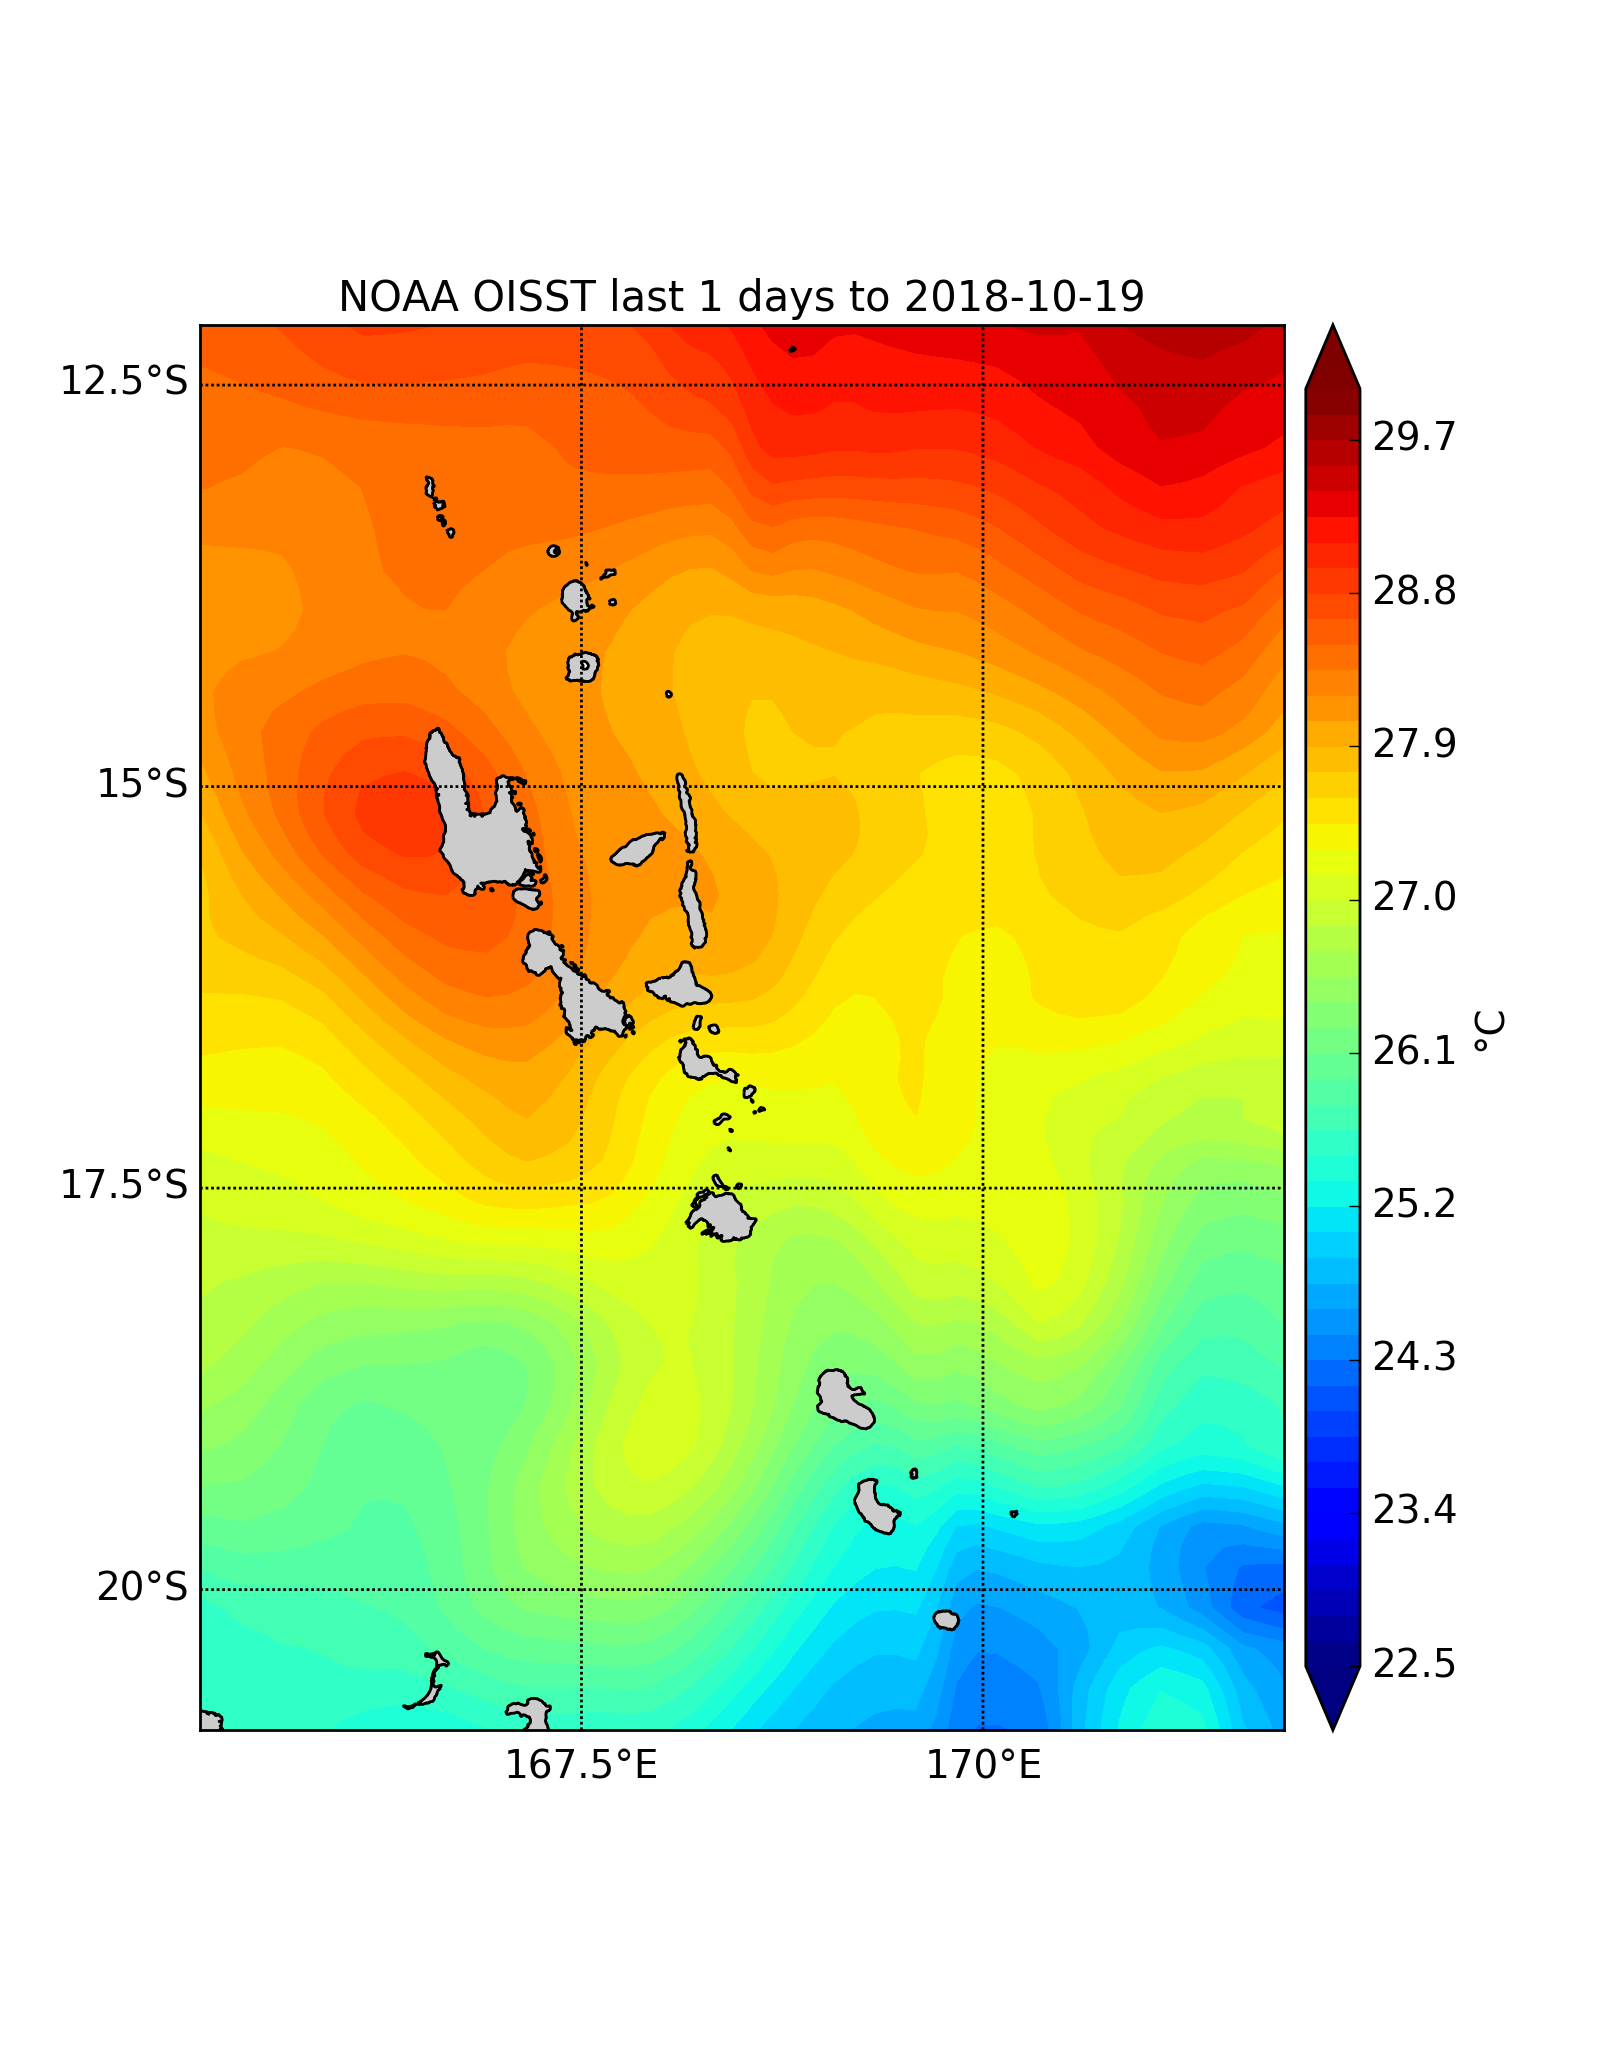 NOAA OISST last 1 days to 2018-10-19
12.5°S
15°S
17.5°S
20°S
167.5°E
170°E
29.7
28.8
27.9
27.0
26.1
25.2
24.3
23.4
22.5
°C